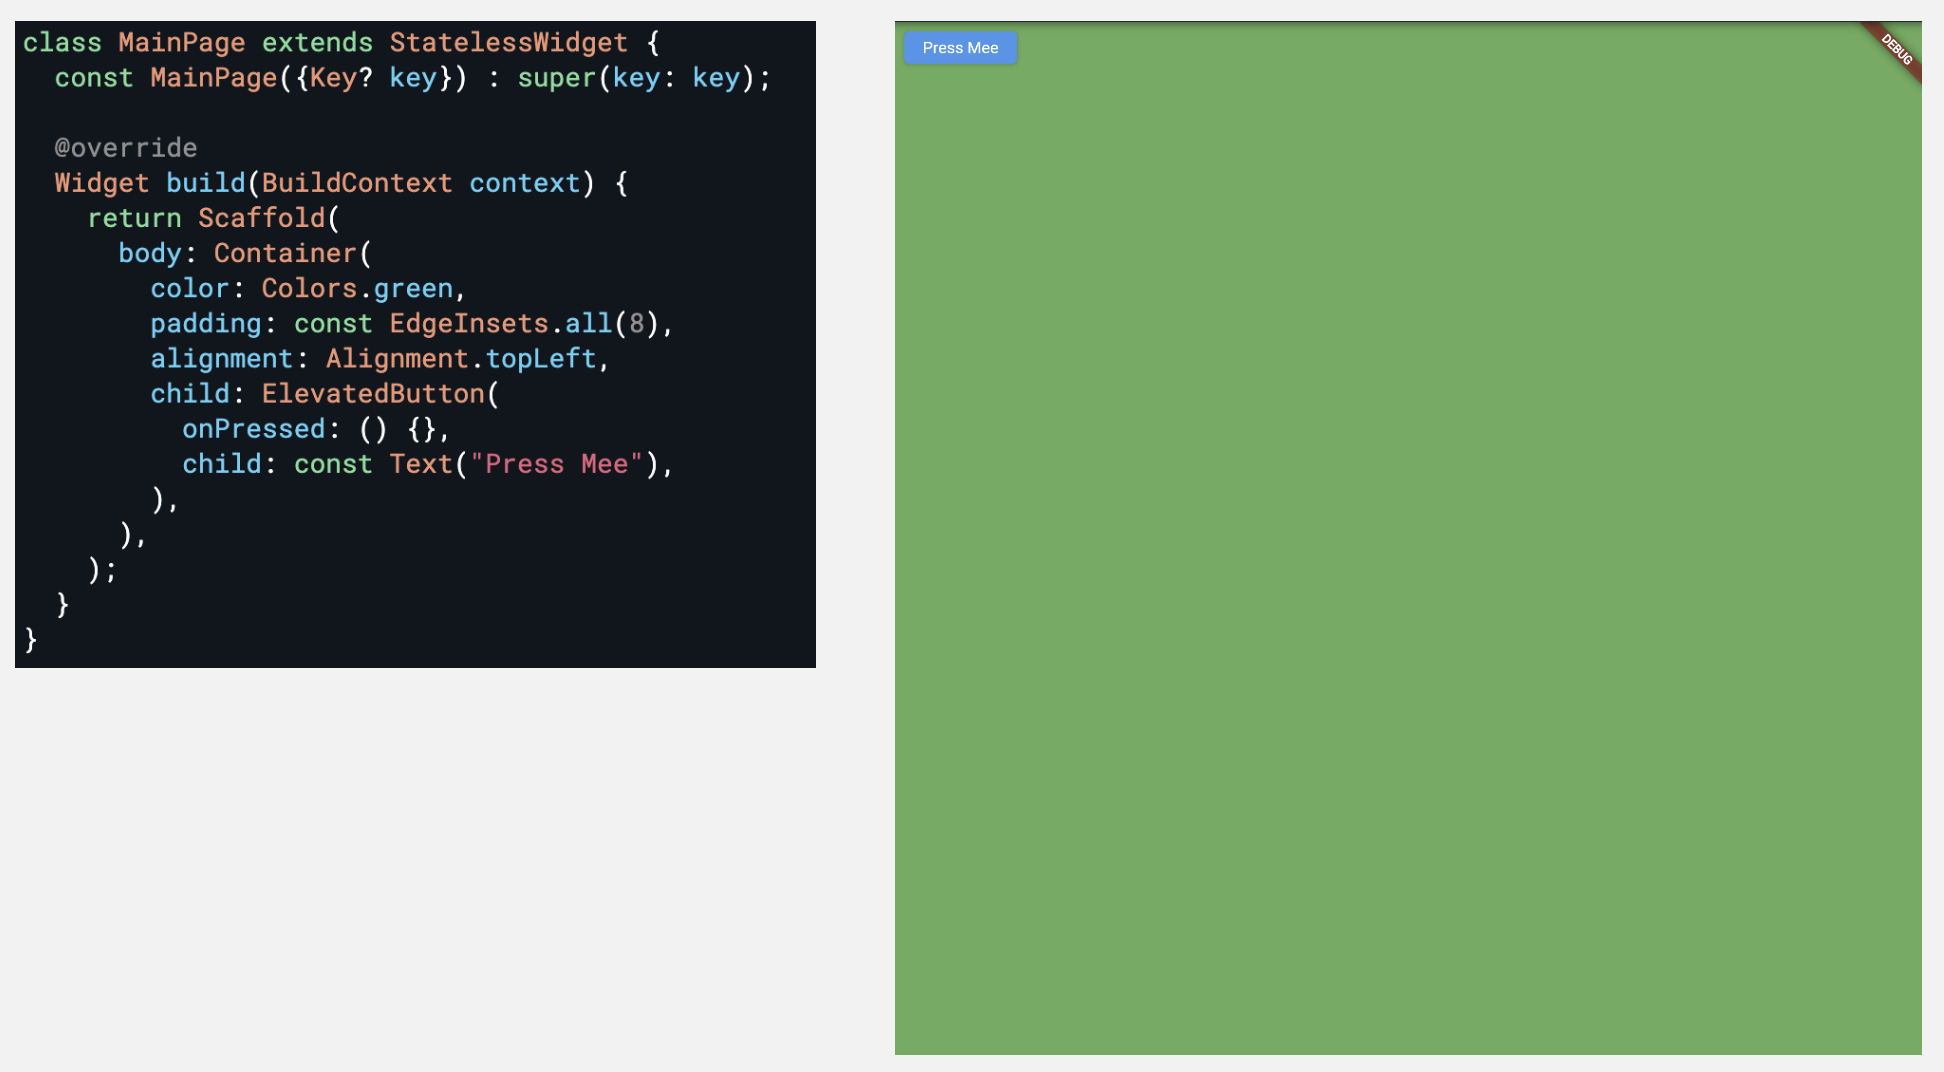 class MainPage extends StatelessWidget {
  const MainPage({Key? key}) : super(key: key);
  @override
  Widget build(BuildContext context) {
    return Scaffold(
      body: Container(
        color: Colors.green,
        padding: const EdgeInsets.all(8),
        alignment: Alignment.topLeft,
        child: ElevatedButton(
          onPressed: () {},
          child: const Text("Press Mee"),
        ),
      ),
    );
  }
}
Press Mee
DEBUG